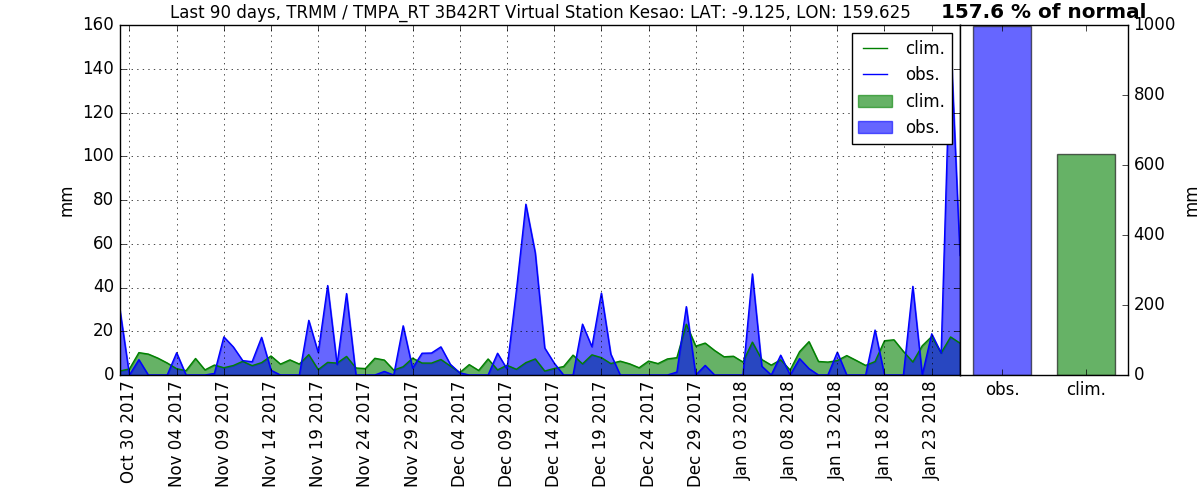 Last 90 days, TRMM / TMPA_RT 3B42RT Virtual Station Kesao: LAT: -9.125, LON: 159.625
157.6 % of normal
160
140
120
100
80
60
40
20
0
mm
clim.
obs.
clim.
obs.
1000
800
600
400
200
0
mm
obs.
clim.
Oct 30 2017
Nov 04 2017
Nov 09 2017
Nov 14 2017
Nov 19 2017
Nov 24 2017
Nov 29 2017
Dec 04 2017
Dec 09 2017
Dec 14 2017
Dec 19 2017
Dec 24 2017
Dec 29 2017
Jan 03 2018
Jan 08 2018
Jan 13 2018
Jan 18 2018
Jan 23 2018